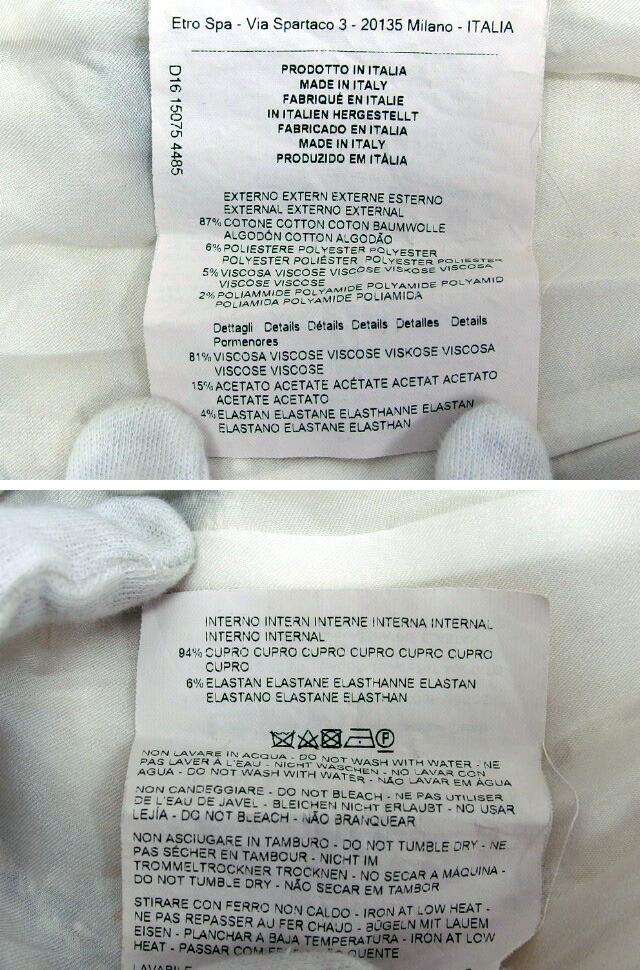 Etro Spa - Via Spartaco 3 - 20135 Milano - ITALIA
D16 15075 4485
PRODOTTO IN ITALIA
MADE IN ITALY
FABRIQUÉ EN ITALIE
IN ITALIEN HERGESTELLT
FABRICADO EN ITALIA
MADE IN ITALY
PRODUZIDO EM ITÀLIA
EXTERNO EXTERN EXTERNE ESTERNO
EXTERNAL EXTERNO EXTERNAL
87% COTONE COTTON COTON BAUMWOLLE
ALGODÓN COTTON ALGODÃO
6% POLIESTERE POLYESTER POLYESTER
POLYESTER POLIÉSTER POLYESTER POLIESTER
5% VISCOSA VISCOSE VISCOSE VISKOSE VISCOSA
VISCOSE VISCOSE
2% POLIAMMIDE POLYAMIDE POLYAMIDE POLYAMID
POLIAMIDA POLYAMIDE POLIAMIDA
Dettagli Details Détails Details Detalles Details
Pormenores
81% VISCOSA VISCOSE VISCOSE VISKOSE VISCOSA
VISCOSE VISCOSE
15% ACETATO ACETATE ACÉTATE ACETAT ACETATO
ACETATE ACETATO
4% ELASTAN ELASTANE ELASTHANNE ELASTAN
ELASTANO ELASTANE ELASTHAN
INTERNO INTERN INTERNE INTERNA INTERNAL
INTERNO INTERNAL
94% CUPRO CUPRO CUPRO CUPRO CUPRO CUPRO
CUPRO
6% ELASTAN ELASTANE ELASTHANNE ELASTAN
ELASTANO ELASTANE ELASTHAN
NON LAVARE IN ACQUA - DO NOT WASH WITH WATER - NE
PAS LAVER À L'EAU - NICHT WASCHEN - NO LAVAR CON
AGUA - DO NOT WASH WITH WATER - NÃO LAVAR EM ÀGUA
NON CANDEGGIARE - DO NOT BLEACH - NE PAS UTILISER
DE L'EAU DE JAVEL - BLEICHEN NICHT ERLAUBT - NO USAR
LEJÍA - DO NOT BLEACH - NÃO BRANQUEAR
NON ASCIUGARE IN TAMBURO - DO NOT TUMBLE DRY - NE
PAS SÉCHER EN TAMBOUR - NICHT IM
TROMMELTROCKNER TROCKNEN - NO SECAR A MÁQUINA -
DO NOT TUMBLE DRY - NÃO SECAR EM TAMBOR
STIRARE CON FERRO NON CALDO - IRON AT LOW HEAT -
NE PAS REPASSER AU FER CHAUD - BÜGELN MIT LAUEM
EISEN - PLANCHAR A BAJA TEMPERATURA - IRON AT LOW
HEAT - PASSAR COM QUENTE
LAVABILE